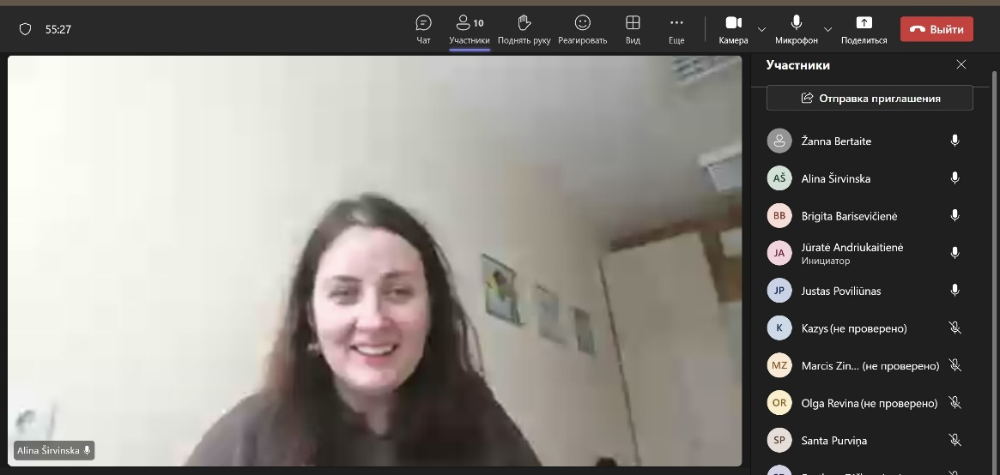 55:27
Чат
10
Участники
Поднять руку
Реагировать
Вид
Еще
Камера
Микрофон
Поделиться
Выйти
Участники
Отправка приглашения
Žanna Bertaite
AŠ Alina Širvinska
BB Brigita Barisevičienė
JA Jūratė Andriukaitienė
Инициатор
JP Justas Poviliūnas
K Kazys (не проверено)
MZ Marcis Zin... (не проверено)
OR Olga Revina (не проверено)
SP Santa Purviņa
Alina Širvinska